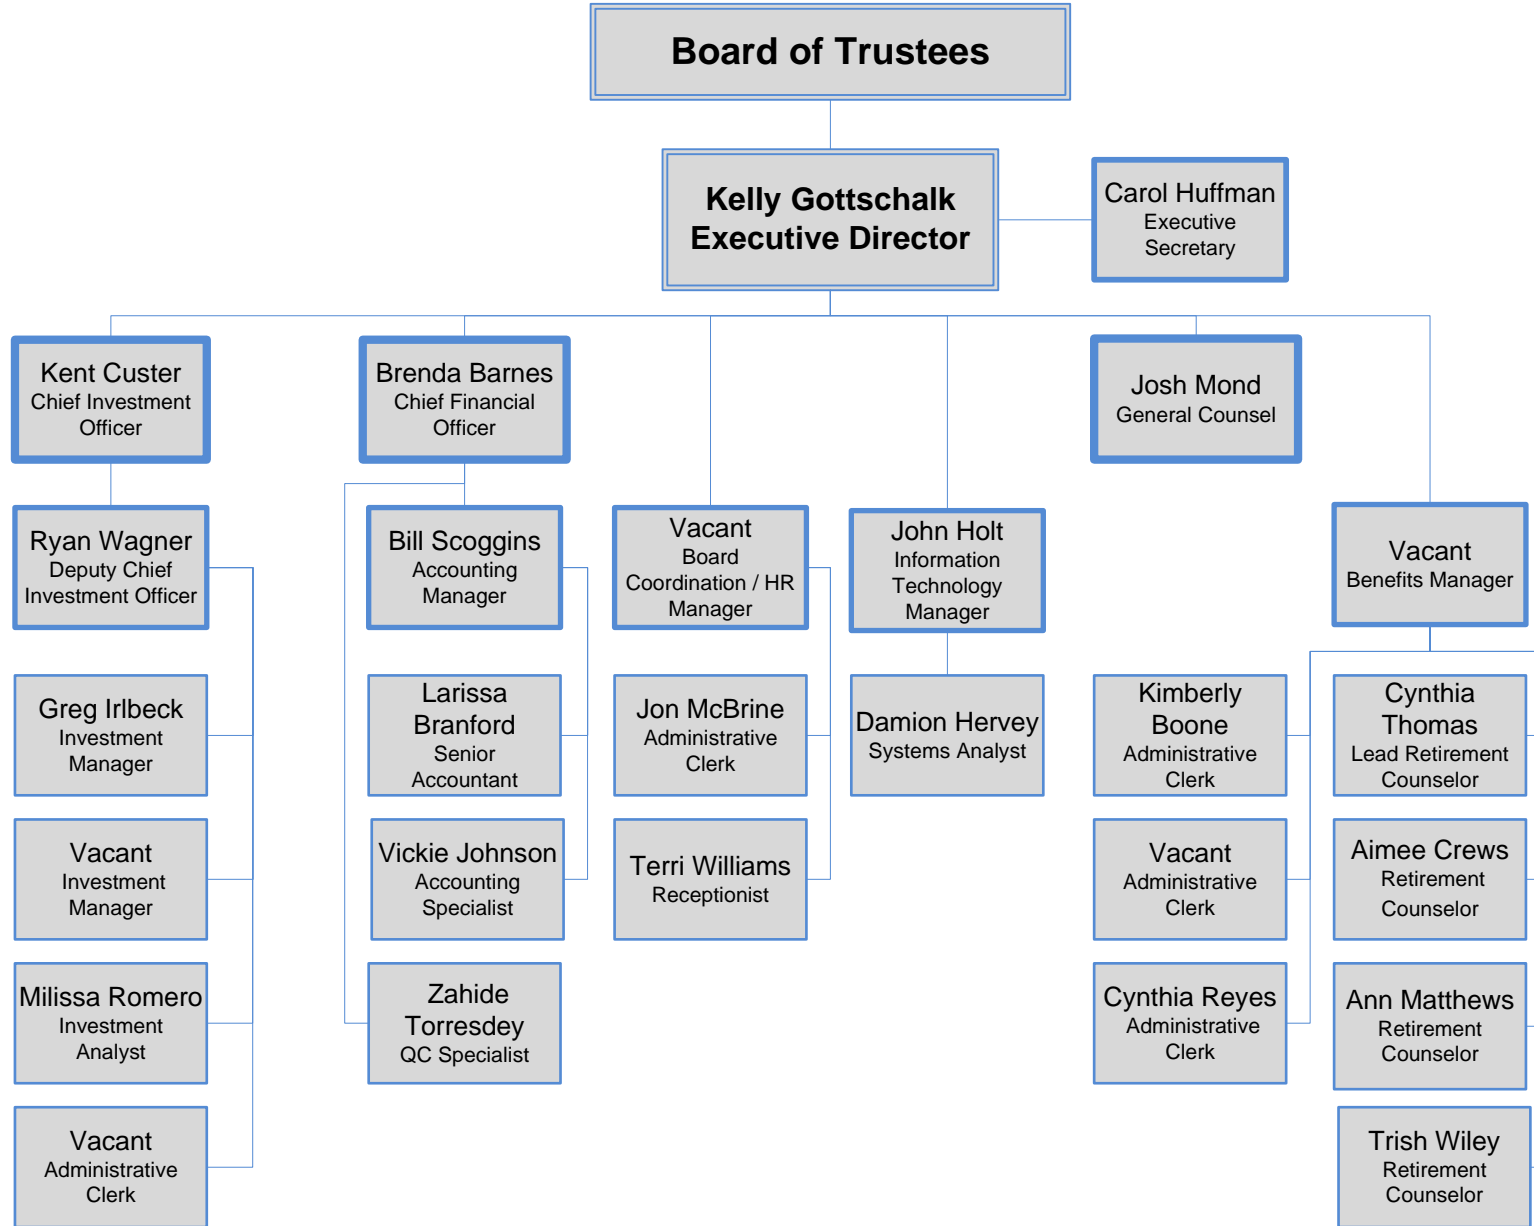 Board of Trustees
Kelly Gottschalk
Executive Director
Carol Huffman
Executive
Secretary
Kent Custer
Chief Investment
Officer
Brenda Barnes
Chief Financial
Officer
Josh Mond
General Counsel
Ryan Wagner
Deputy Chief
Investment Officer
Bill Scoggins
Accounting
Manager
Vacant
Board
Coordination / HR
Manager
John Holt
Information
Technology
Manager
Vacant
Benefits Manager
Greg Irlbeck
Investment
Manager
Larissa
Branford
Senior
Accountant
Jon McBrine
Administrative
Clerk
Damion Hervey
Systems Analyst
Kimberly
Boone
Administrative
Clerk
Cynthia
Thomas
Lead Retirement
Counselor
Vacant
Investment
Manager
Vickie Johnson
Accounting
Specialist
Terri Williams
Receptionist
Vacant
Administrative
Clerk
Aimee Crews
Retirement
Counselor
Milissa Romero
Investment
Analyst
Zahide
Torresdey
QC Specialist
Cynthia Reyes
Administrative
Clerk
Ann Matthews
Retirement
Counselor
Vacant
Administrative
Clerk
Trish Wiley
Retirement
Counselor